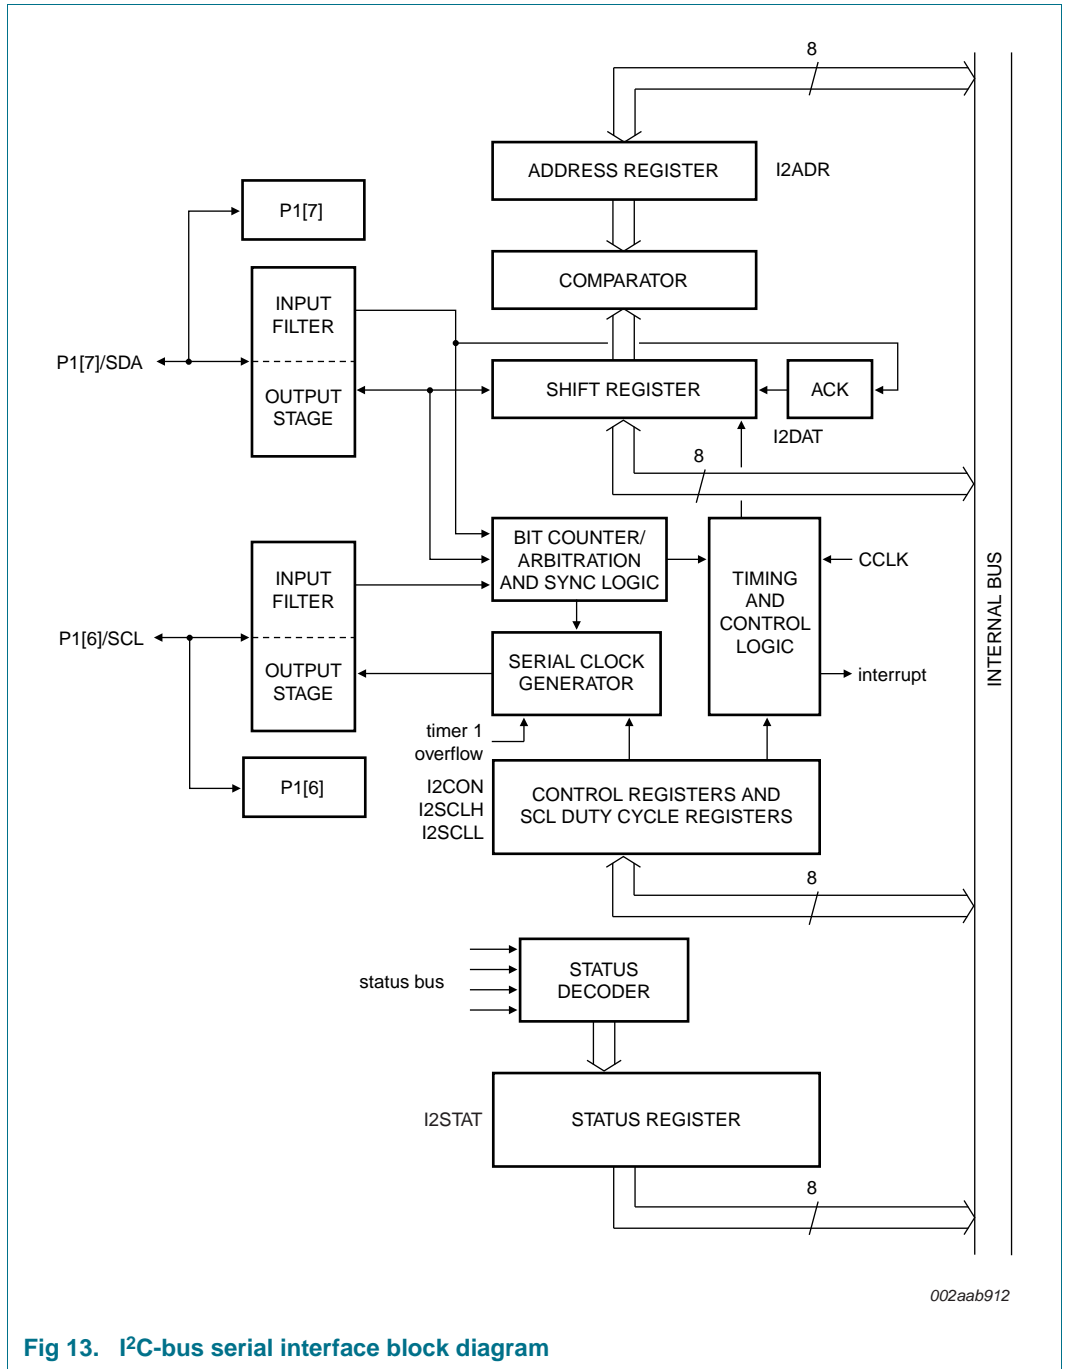 8
ADDRESS REGISTER
I2ADR
P1[7]
COMPARATOR
INPUT
FILTER
P1[7]/SDA
OUTPUT
STAGE
SHIFT REGISTER
ACK
I2DAT
8
BIT COUNTER/
ARBITRATION
AND SYNC LOGIC
INPUT
FILTER
TIMING
AND
CONTROL
LOGIC
CCLK
INTERNAL BUS
P1[6]/SCL
OUTPUT
STAGE
SERIAL CLOCK
GENERATOR
interrupt
timer 1
overflow
P1[6]
I2CON
I2SCLH
I2SCLL
CONTROL REGISTERS AND
SCL DUTY CYCLE REGISTERS
8
status bus
STATUS
DECODER
I2STAT
STATUS REGISTER
8
002aab912
Fig 13. I2C-bus serial interface block diagram